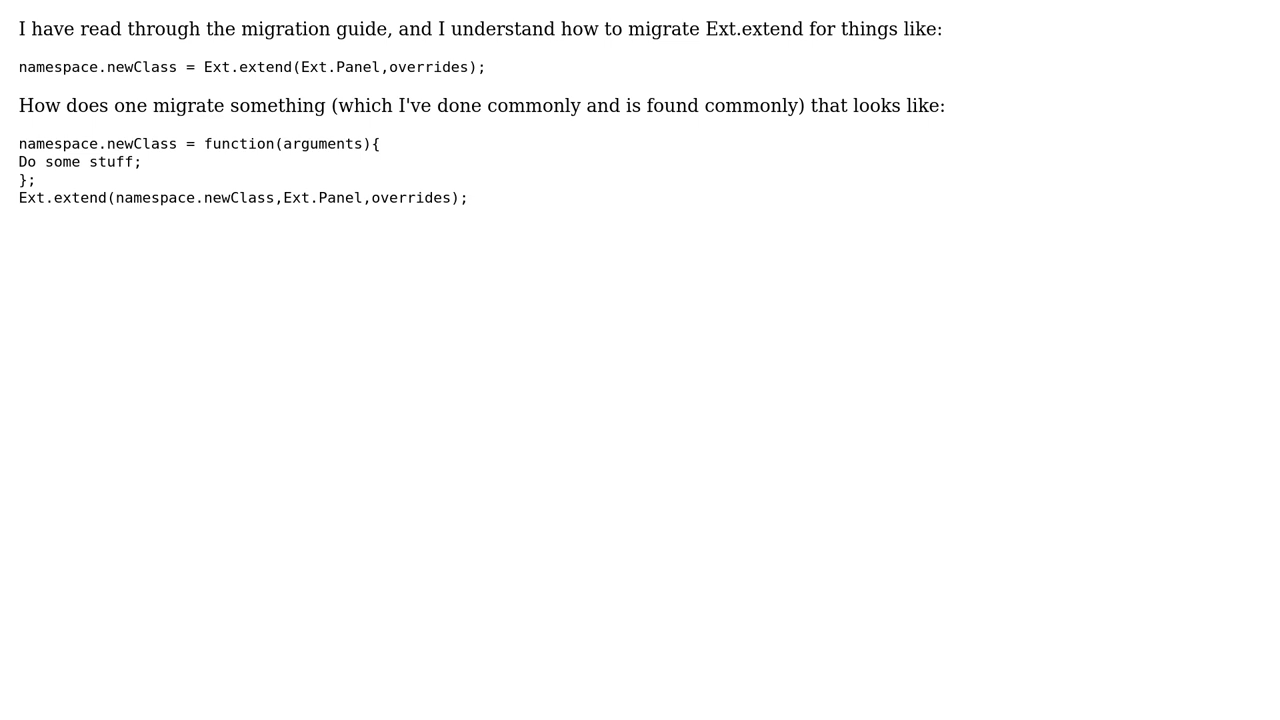 I have read through the migration guide, and I understand how to migrate Ext.extend for things like:
namespace.newClass = Ext.extend(Ext.Panel,overrides);
How does one migrate something (which I've done commonly and is found commonly) that looks like:
namespace.newClass = function(arguments){
Do some stuff;
};
Ext.extend(namespace.newClass,Ext.Panel,overrides);